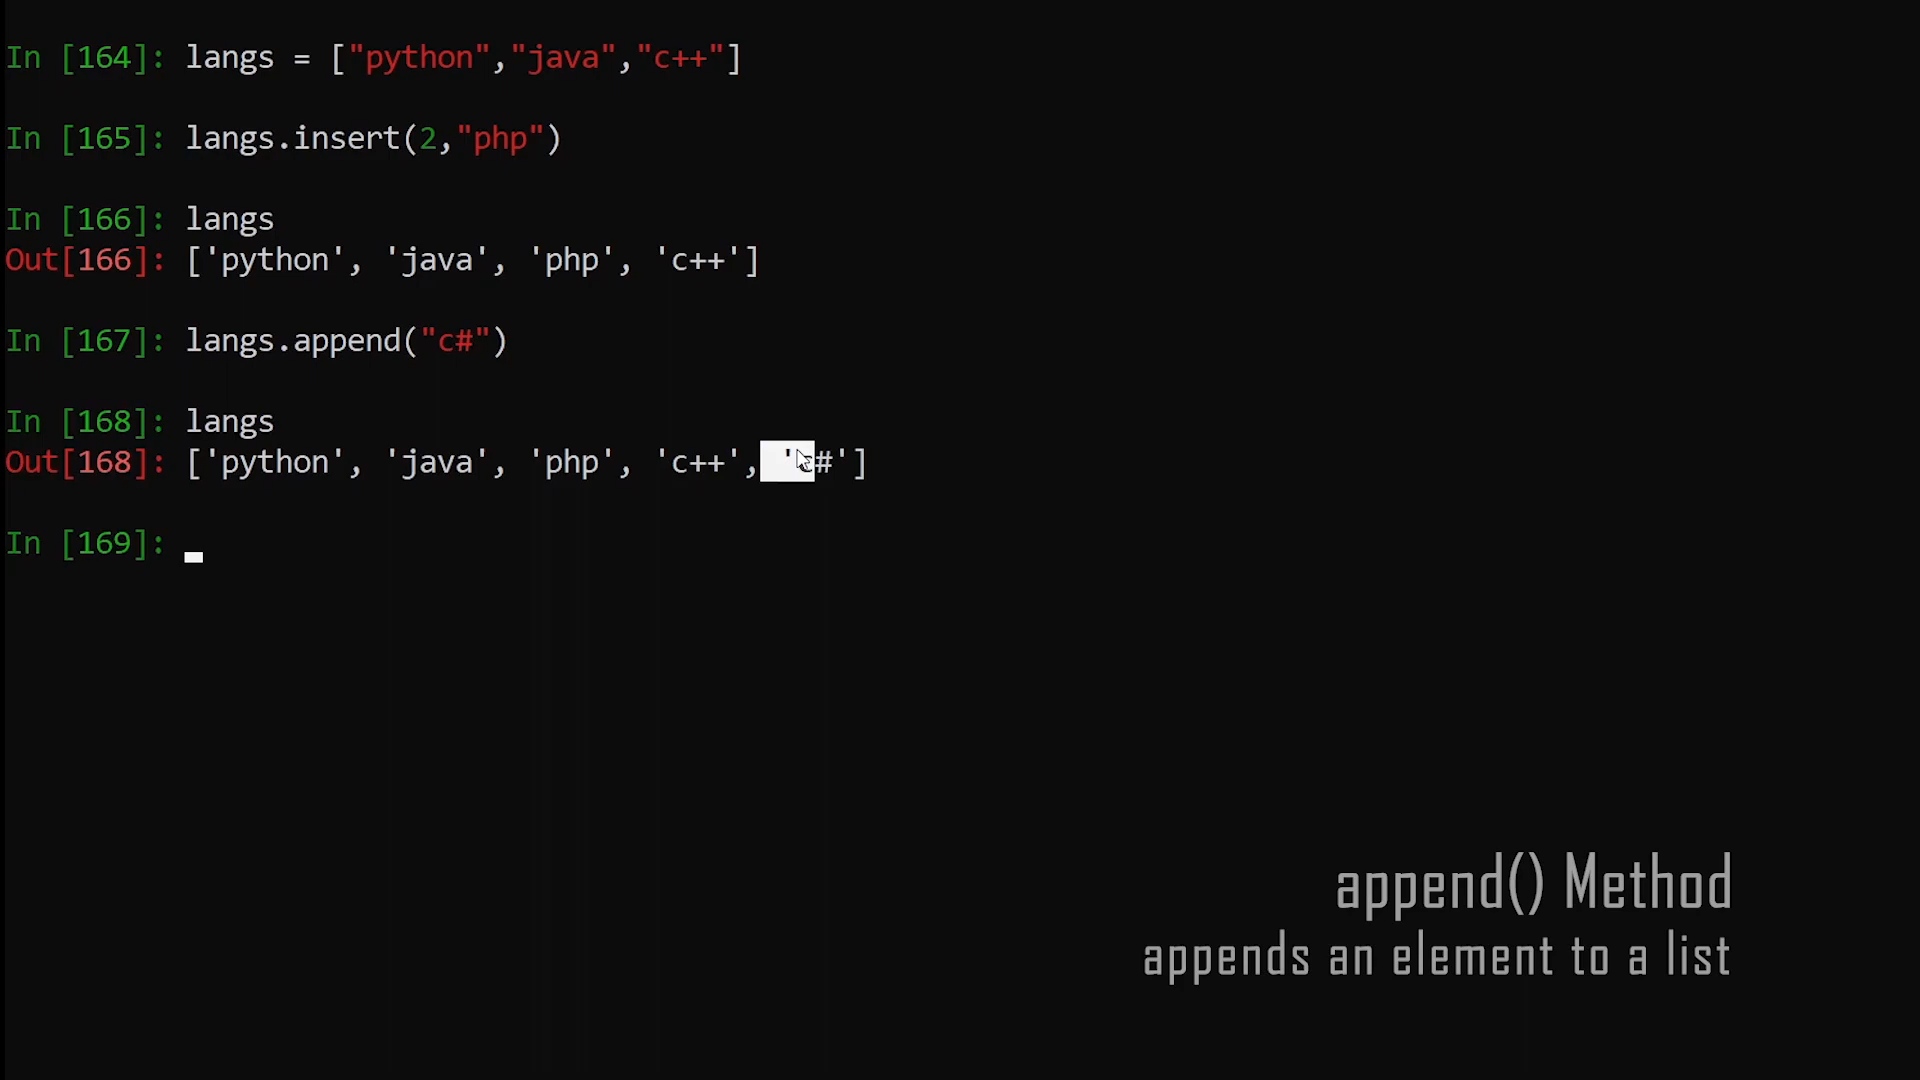 In [164]: langs = ["python","java","c++"]
In [165]: langs.insert(2,"php")
In [166]: langs
Out[166]: ['python', 'java', 'php', 'c++']
In [167]: langs.append("c#")
In [168]: langs
Out[168]: ['python', 'java', 'php', 'c++', 'c#']
In [169]:
append() Method
appends an element to a list